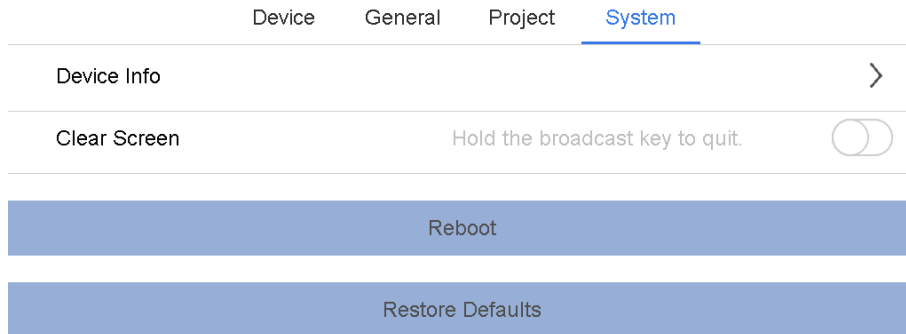 Device General Project System
Device Info
Clear Screen Hold the broadcast key to quit.
Reboot
Restore Defaults